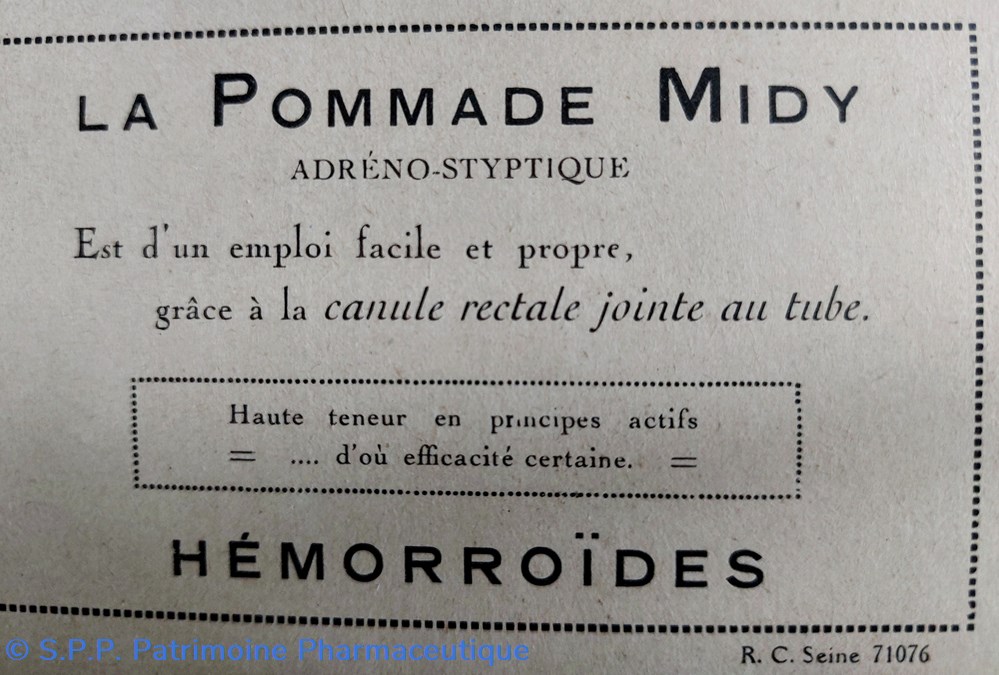 LA POMMADE MIDY
ADRÉNO-STYPTIQUE
Est d'un emploi facile et propre,
grâce à la canule rectale jointe au tube.
Haute teneur en principes actifs
= .... d'où efficacité certaine. =
HÉMORROÏDES
© S.P.P. Patrimoine Pharmaceutique
R. C. Seine 71076